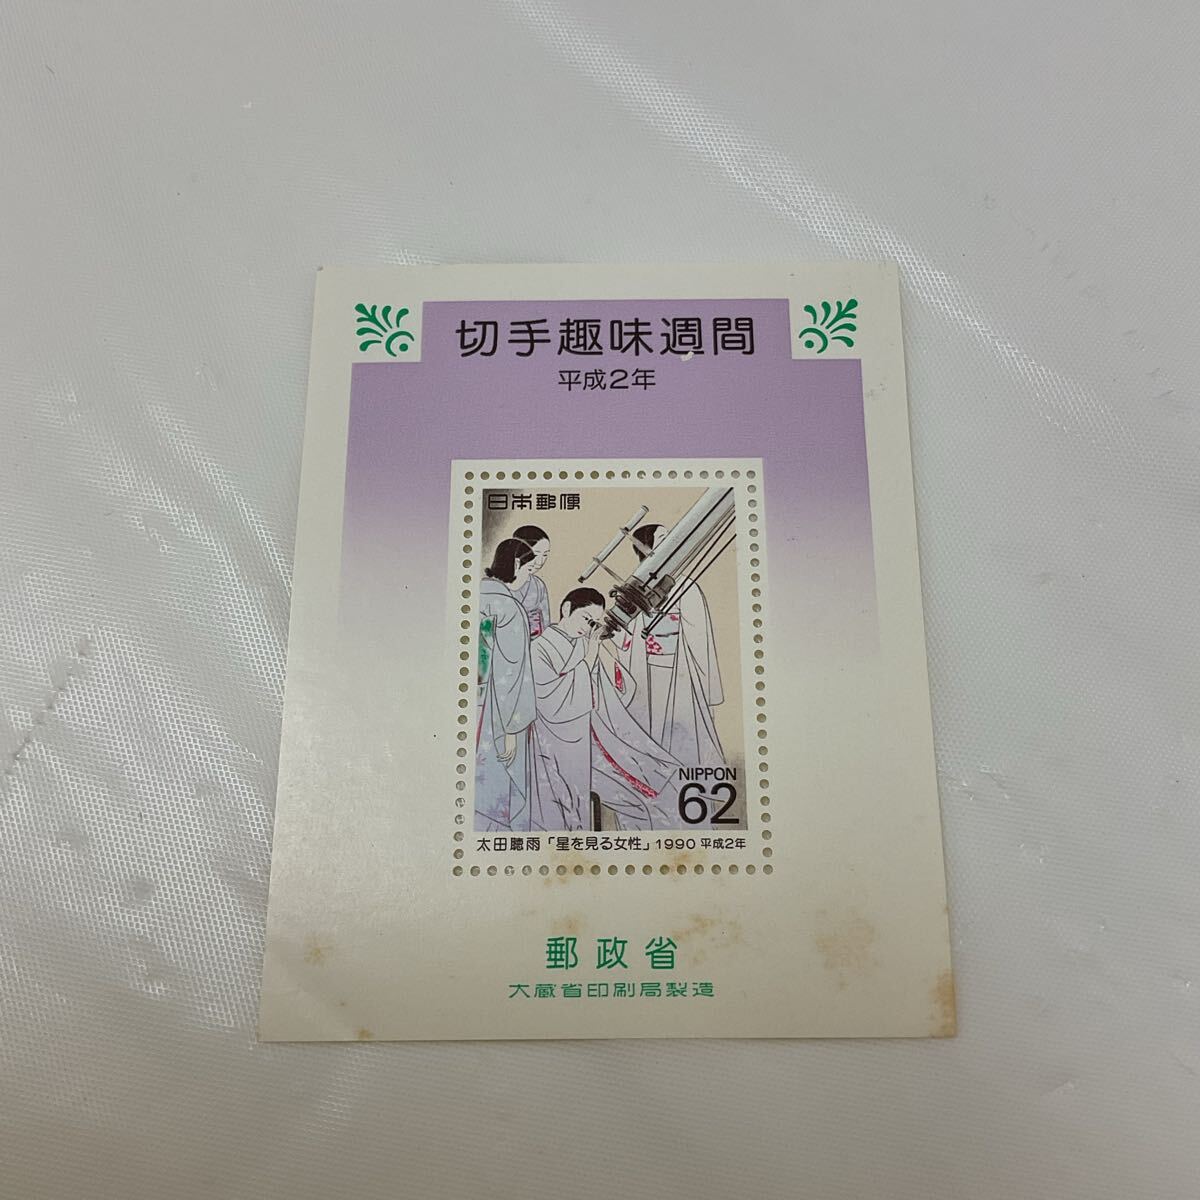 切手趣味週間
平成2年
日本郵便
NIPPON
62
太田聴雨「星を見る女性」1990 平成2年
郵政省
大蔵省印刷局製造